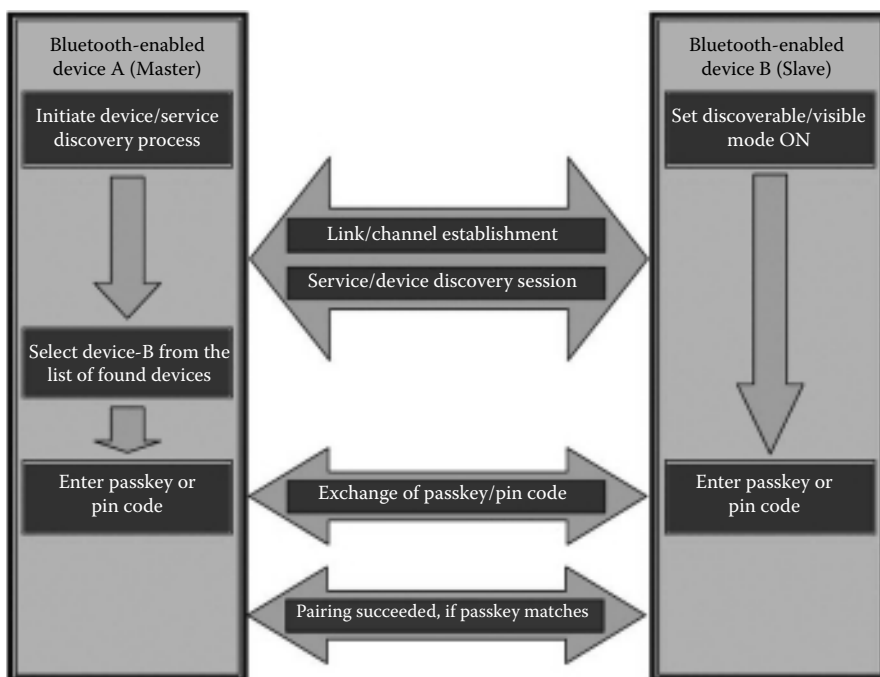 Bluetooth-enabled
device A (Master)
Initiate device/service
discovery process
Select device-B from the
list of found devices
Enter passkey or
pin code
Link/channel establishment
Service/device discovery session
Exchange of passkey/pin code
Pairing succeeded, if passkey matches
Bluetooth-enabled
device B (Slave)
Set discoverable/visible
mode ON
Enter passkey or
pin code